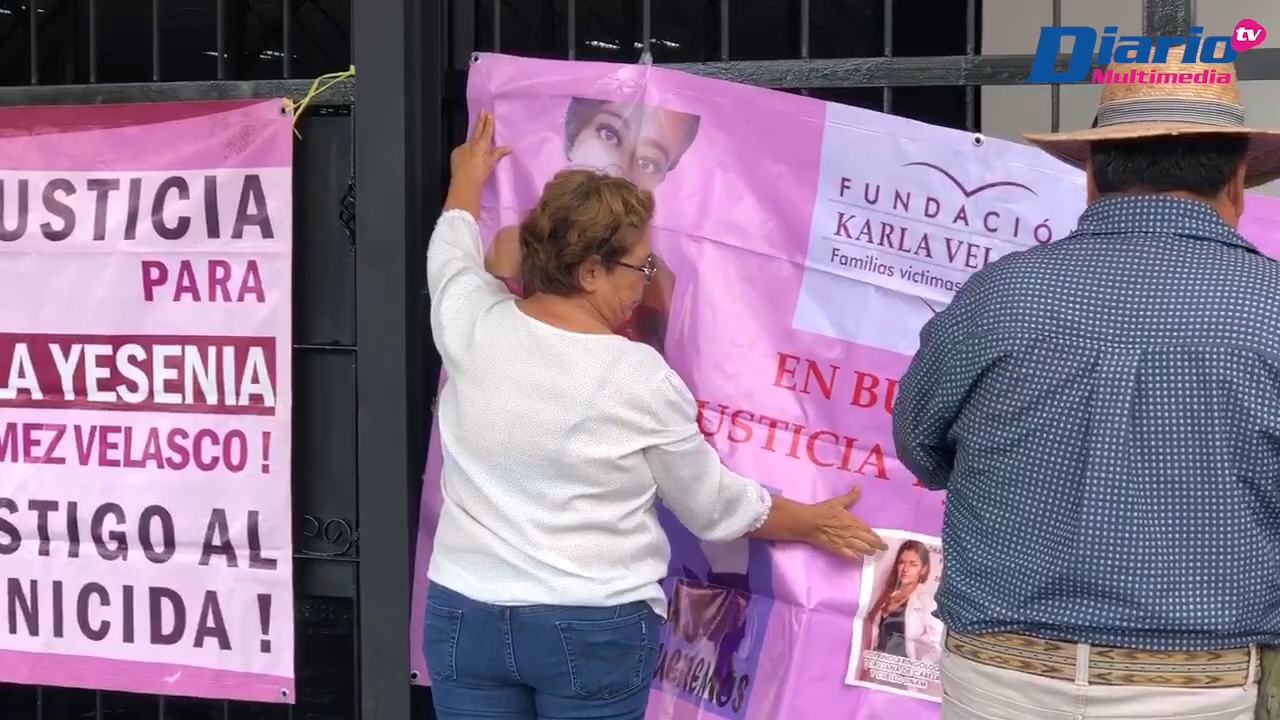 Diario tv
Multimedia
USTICIA
PARA
LA YESENIA
MEZ VELASCO !
STIGO AL
NICIDA !
FUNDACIÓ
KARLA VEL
Familias victimas
EN BU
JUSTICIA